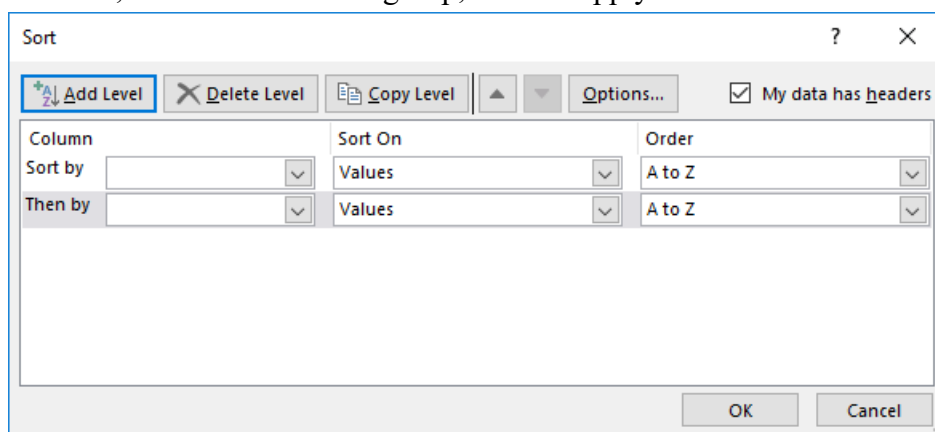 Sort ? ×
Add Level Delete Level Copy Level Options... My data has headers
Column Sort On Order
Sort by Values A to Z
Then by Values A to Z
OK Cancel